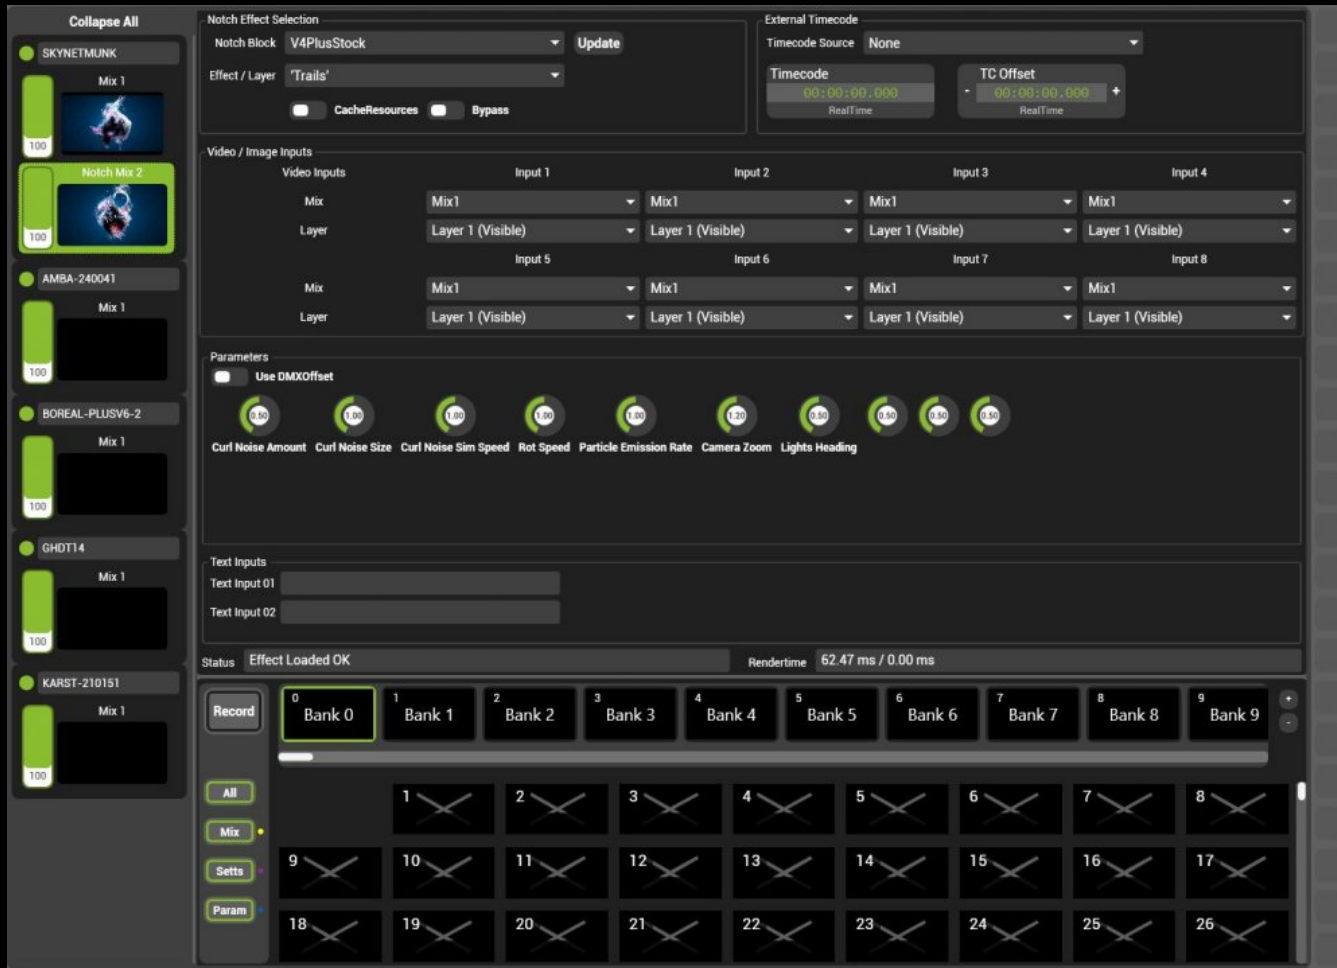 Collapse All
SKYNETMUNK
Mix 1
100
Notch Mix 2
100
AMBA-240041
Mix 1
100
BOREAL-PLUSV6-2
Mix 1
100
GHDT14
Mix 1
100
KARST-210151
Mix 1
100
Notch Effect Selection
Notch Block V4PlusStock Update
Effect / Layer 'Trails'
CacheResources Bypass
External Timecode
Timecode Source None
Timecode TC Offset
00:00:00.000 - 00:00:00.000 +
RealTime RealTime
Video / Image Inputs
Video Inputs Input 1 Input 2 Input 3 Input 4
Mix Mix1 Mix1 Mix1 Mix1
Layer Layer 1 (Visible) Layer 1 (Visible) Layer 1 (Visible) Layer 1 (Visible)
Input 5 Input 6 Input 7 Input 8
Mix Mix1 Mix1 Mix1 Mix1
Layer Layer 1 (Visible) Layer 1 (Visible) Layer 1 (Visible) Layer 1 (Visible)
Parameters
Use DMXOffset
0.50 1.00 1.00 1.00 1.00 1.20 0.50 0.50 0.50 0.50
Curl Noise Amount Curl Noise Size Curl Noise Sim Speed Rot Speed Particle Emission Rate Camera Zoom Lights Heading
Text Inputs
Text Input 01
Text Input 02
Status Effect Loaded OK Rendertime 62.47 ms / 0.00 ms
Record
0 1 2 3 4 5 6 7 8 9 +
Bank 0 Bank 1 Bank 2 Bank 3 Bank 4 Bank 5 Bank 6 Bank 7 Bank 8 Bank 9 -
All
Mix
Setts
Param
1 2 3 4 5 6 7 8
9 10 11 12 13 14 15 16 17
18 19 20 21 22 23 24 25 26